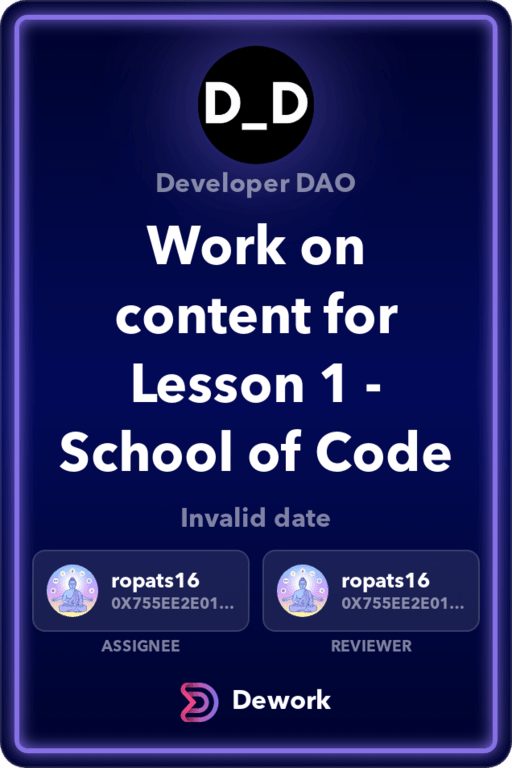 D_D
Developer DAO
Work on
content for
Lesson 1 -
School of Code
Invalid date
ropats16
0X755EE2E01...
ropats16
0X755EE2E01...
ASSIGNEE
REVIEWER
Dework